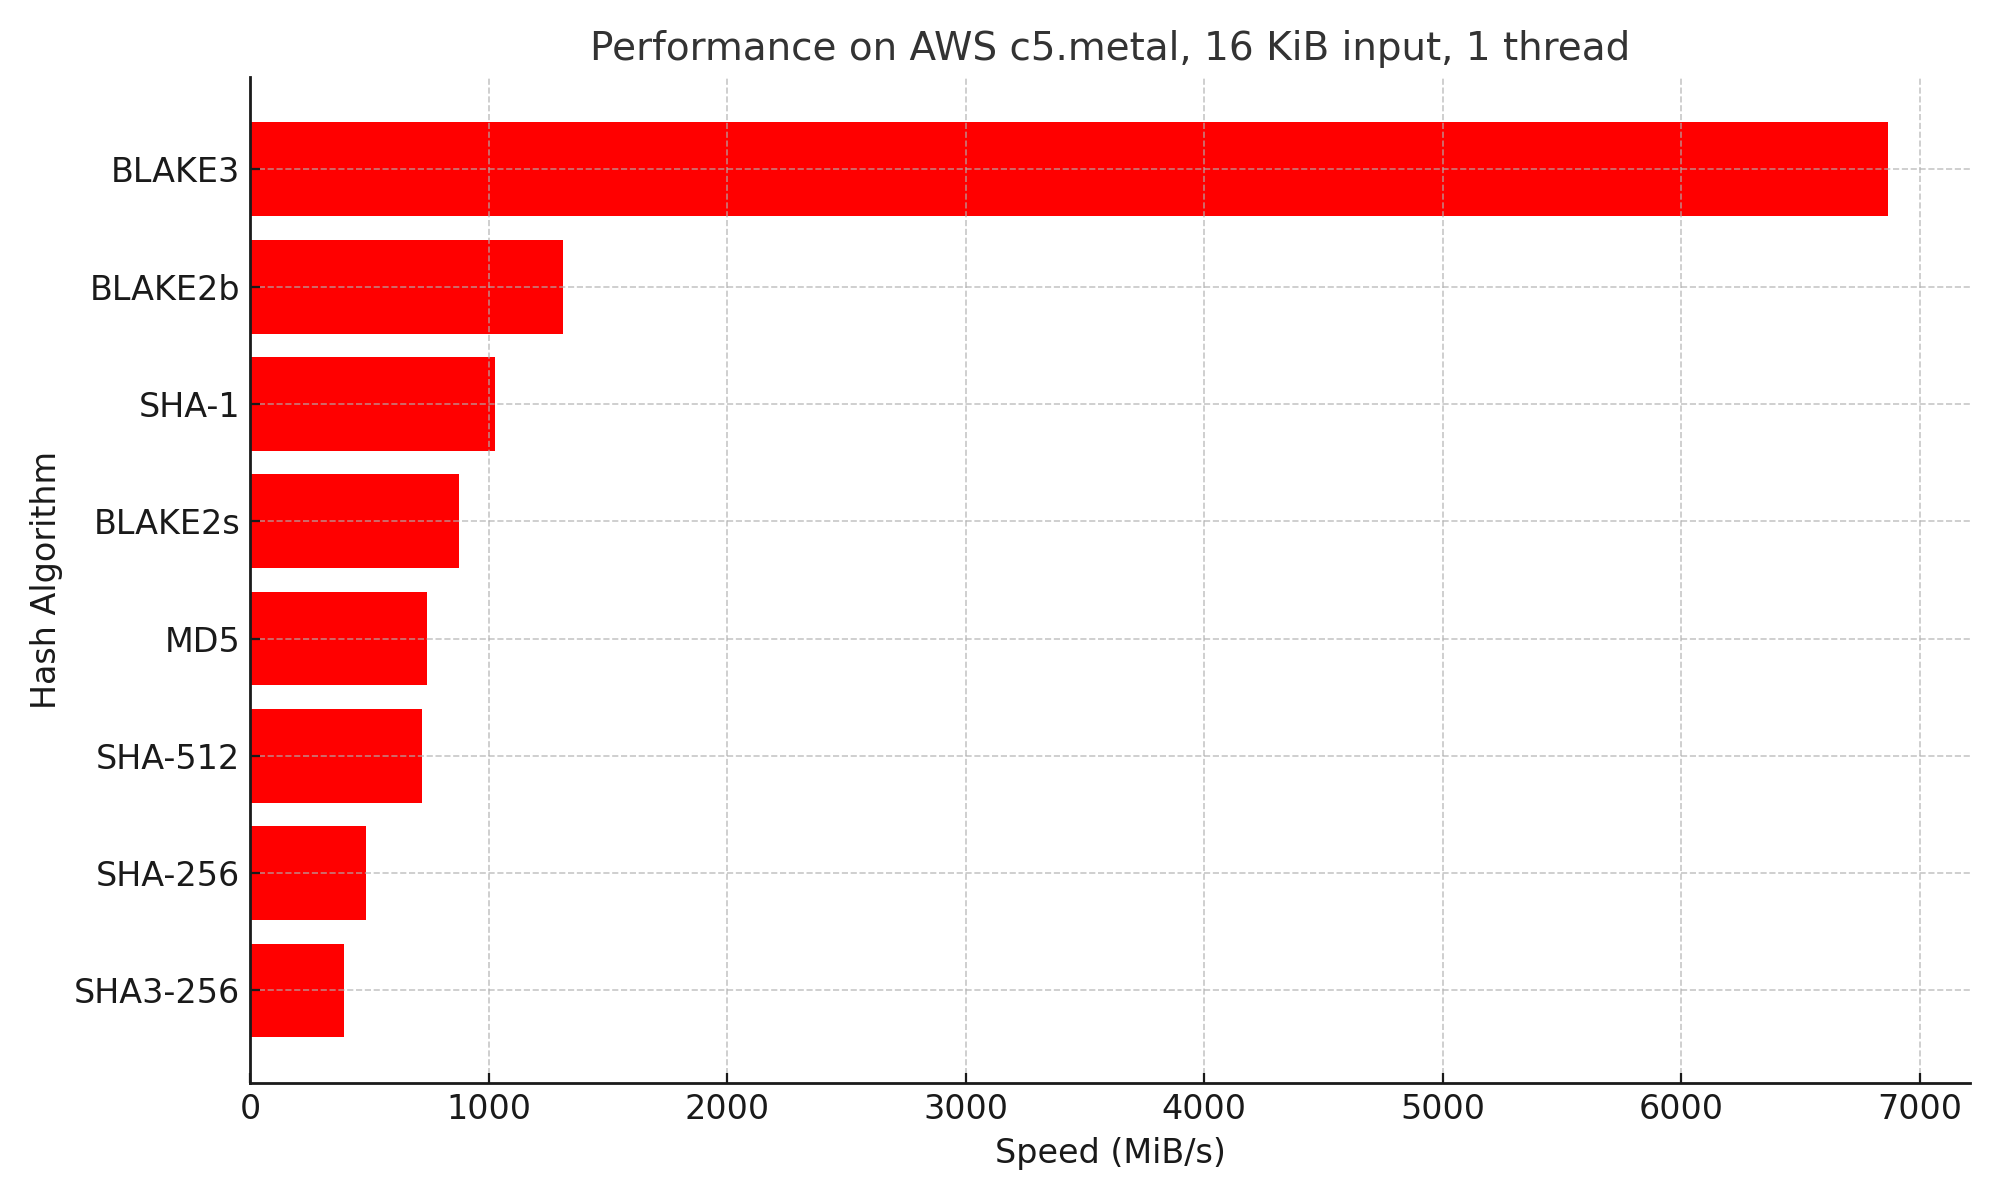 Performance on AWS c5.metal, 16 KiB input, 1 thread
Hash Algorithm
BLAKE3
BLAKE2b
SHA-1
BLAKE2s
MD5
SHA-512
SHA-256
SHA3-256
0 1000 2000 3000 4000 5000 6000 7000
Speed (MiB/s)